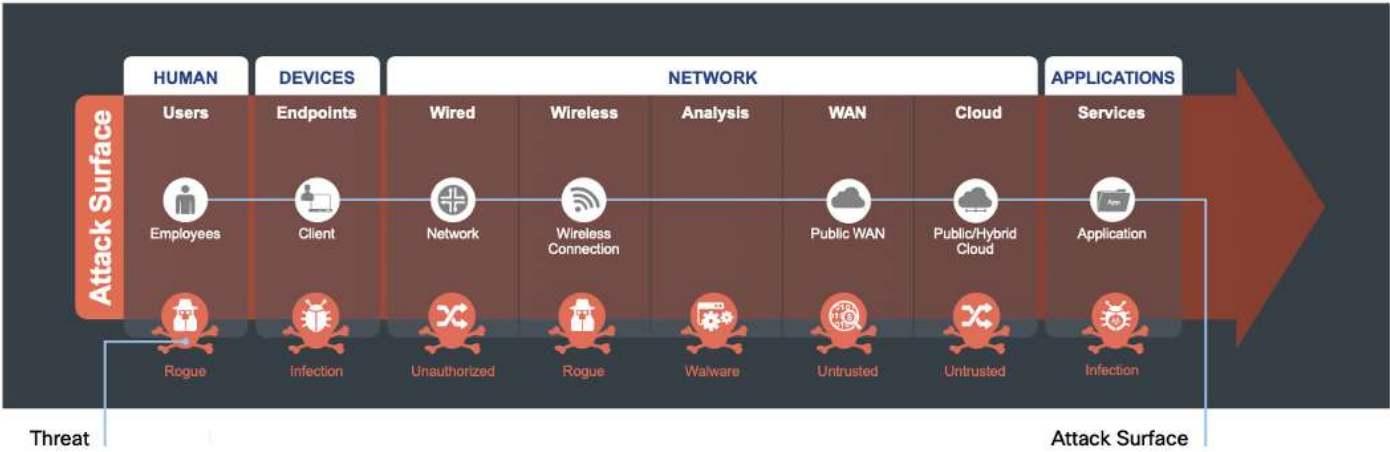 HUMAN DEVICES NETWORK APPLICATIONS
Attack Surface
Users Endpoints Wired Wireless Analysis WAN Cloud Services
Employees Client Network Wireless Public WAN Public/Hybrid Application
Connection Cloud
App
Rogue Infection Unauthorized Rogue Walware Untrusted Untrusted Infection
Threat Attack Surface